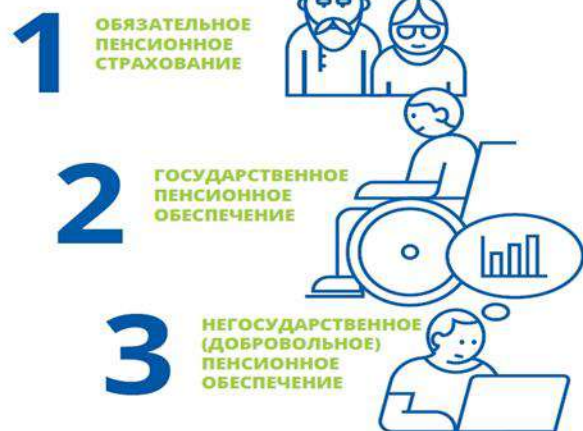 1
ОБЯЗАТЕЛЬНОЕ
ПЕНСИОННОЕ
СТРАХОВАНИЕ
2
ГОСУДАРСТВЕННОЕ
ПЕНСИОННОЕ
ОБЕСПЕЧЕНИЕ
3
НЕГОСУДАРСТВЕННОЕ
(ДОБРОВОЛЬНОЕ)
ПЕНСИОННОЕ
ОБЕСПЕЧЕНИЕ